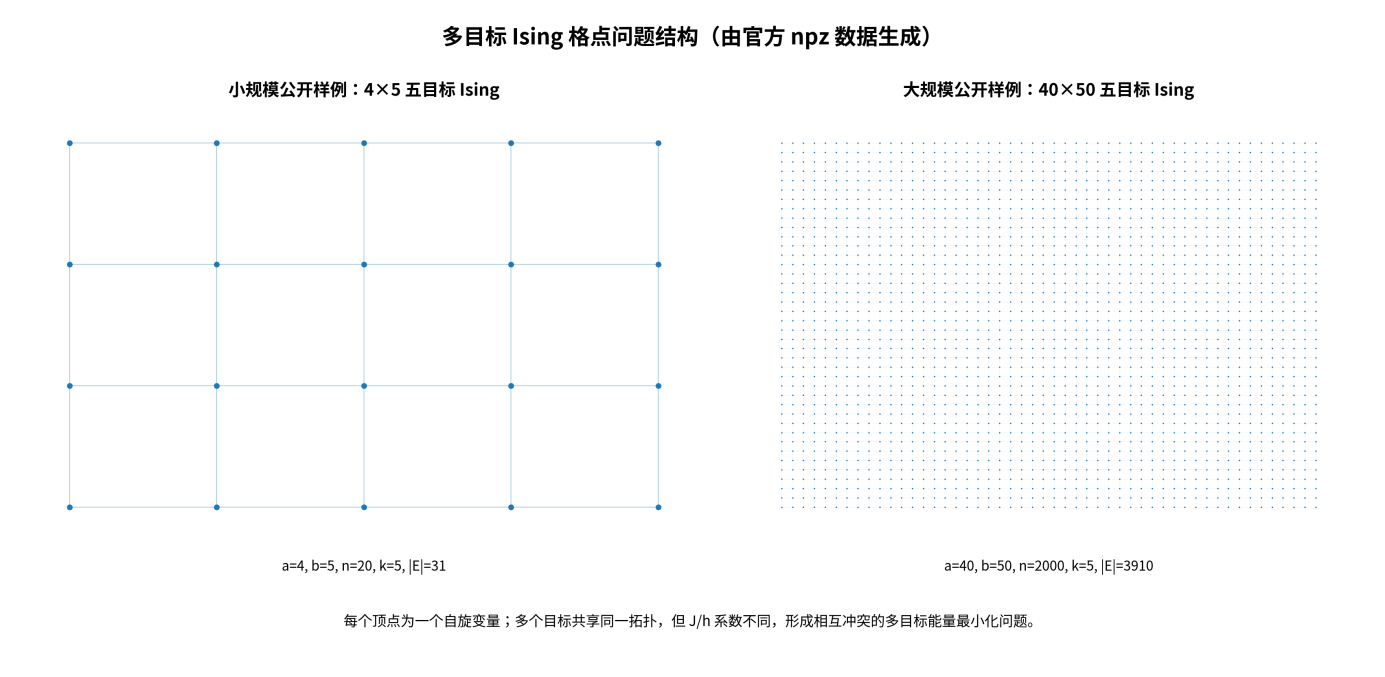 多目标 Ising 格点问题结构（由官方 npz 数据生成）
小规模公开样例：4×5 五目标 Ising
大规模公开样例：40×50 五目标 Ising
a=4, b=5, n=20, k=5, |E|=31
a=40, b=50, n=2000, k=5, |E|=3910
每个顶点为一个自旋变量；多个目标共享同一拓扑，但 J/h 系数不同，形成相互冲突的多目标能量最小化问题。